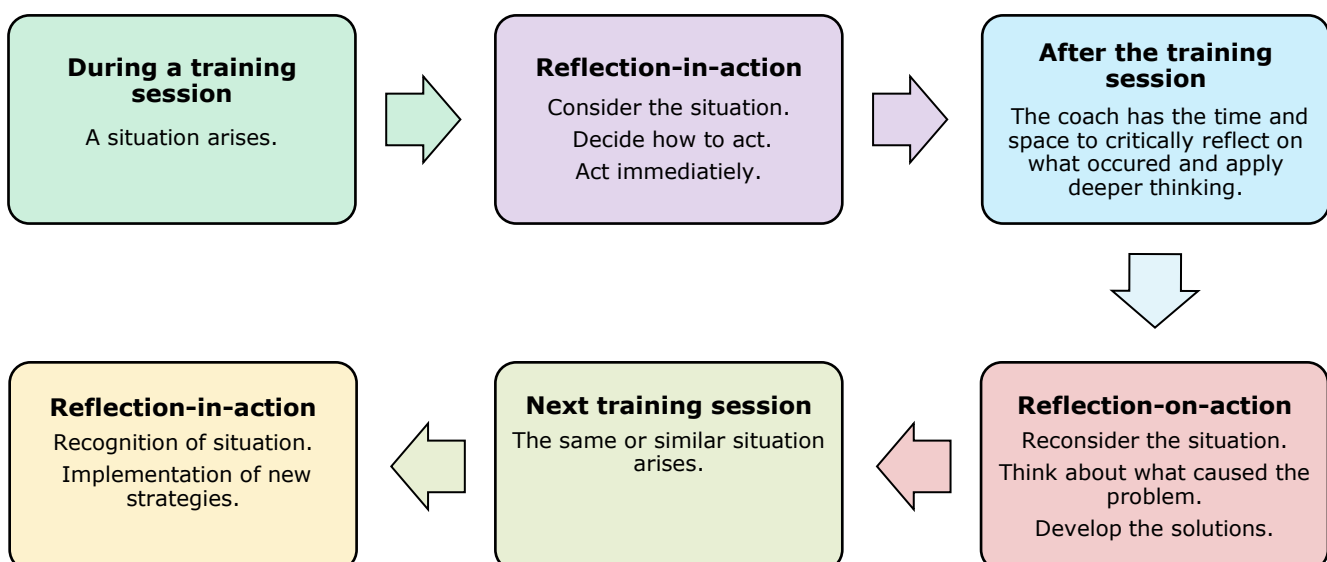 During a training
session
A situation arises.
Reflection-in-action
Consider the situation.
Decide how to act.
Act immediatiely.
After the training
session
The coach has the time and
space to critically reflect on
what occured and apply
deeper thinking.
Reflection-on-action
Reconsider the situation.
Think about what caused the
problem.
Develop the solutions.
Next training session
The same or similar situation
arises.
Reflection-in-action
Recognition of situation.
Implementation of new
strategies.